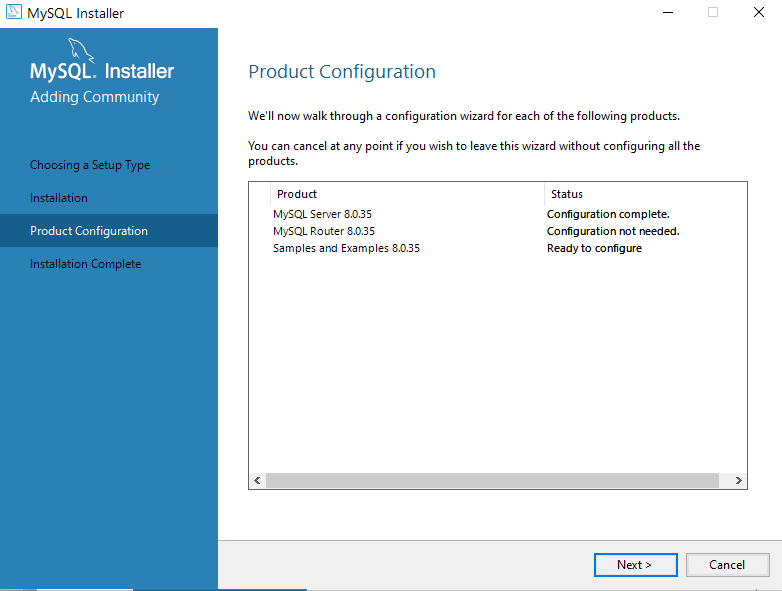 MySQL Installer
MySQL. Installer
Adding Community
Choosing a Setup Type
Installation
Product Configuration
Installation Complete
Product Configuration
We'll now walk through a configuration wizard for each of the following products.
You can cancel at any point if you wish to leave this wizard without configuring all the
products.
Product Status
MySQL Server 8.0.35 Configuration complete.
MySQL Router 8.0.35 Configuration not needed.
Samples and Examples 8.0.35 Ready to configure
Next > Cancel